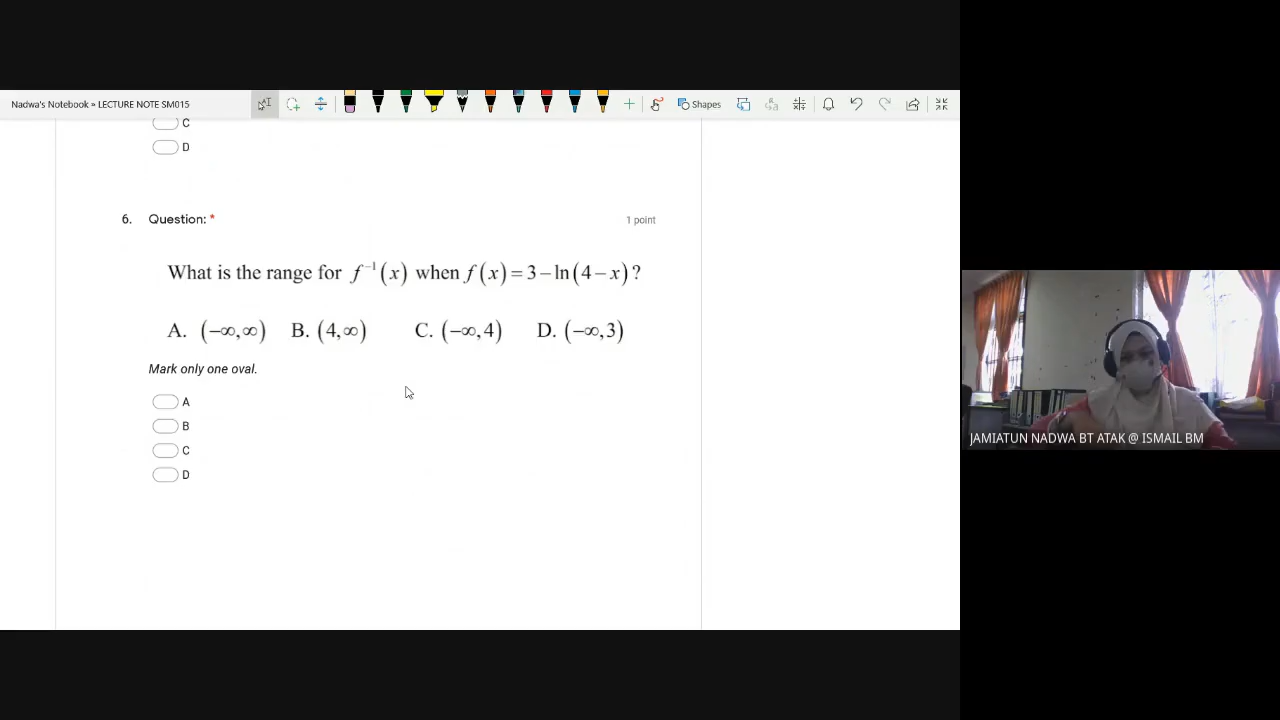 Nadwa's Notebook » LECTURE NOTE SM015
Shapes
C
D
6. Question: * 1 point
What is the range for f⁻¹(x) when f(x) = 3 − ln(4 − x) ?
A. (−∞, ∞) B. (4, ∞) C. (−∞, 4) D. (−∞, 3)
Mark only one oval.
A
B
C
D
JAMIATUN NADWA BT ATAK @ ISMAIL BM